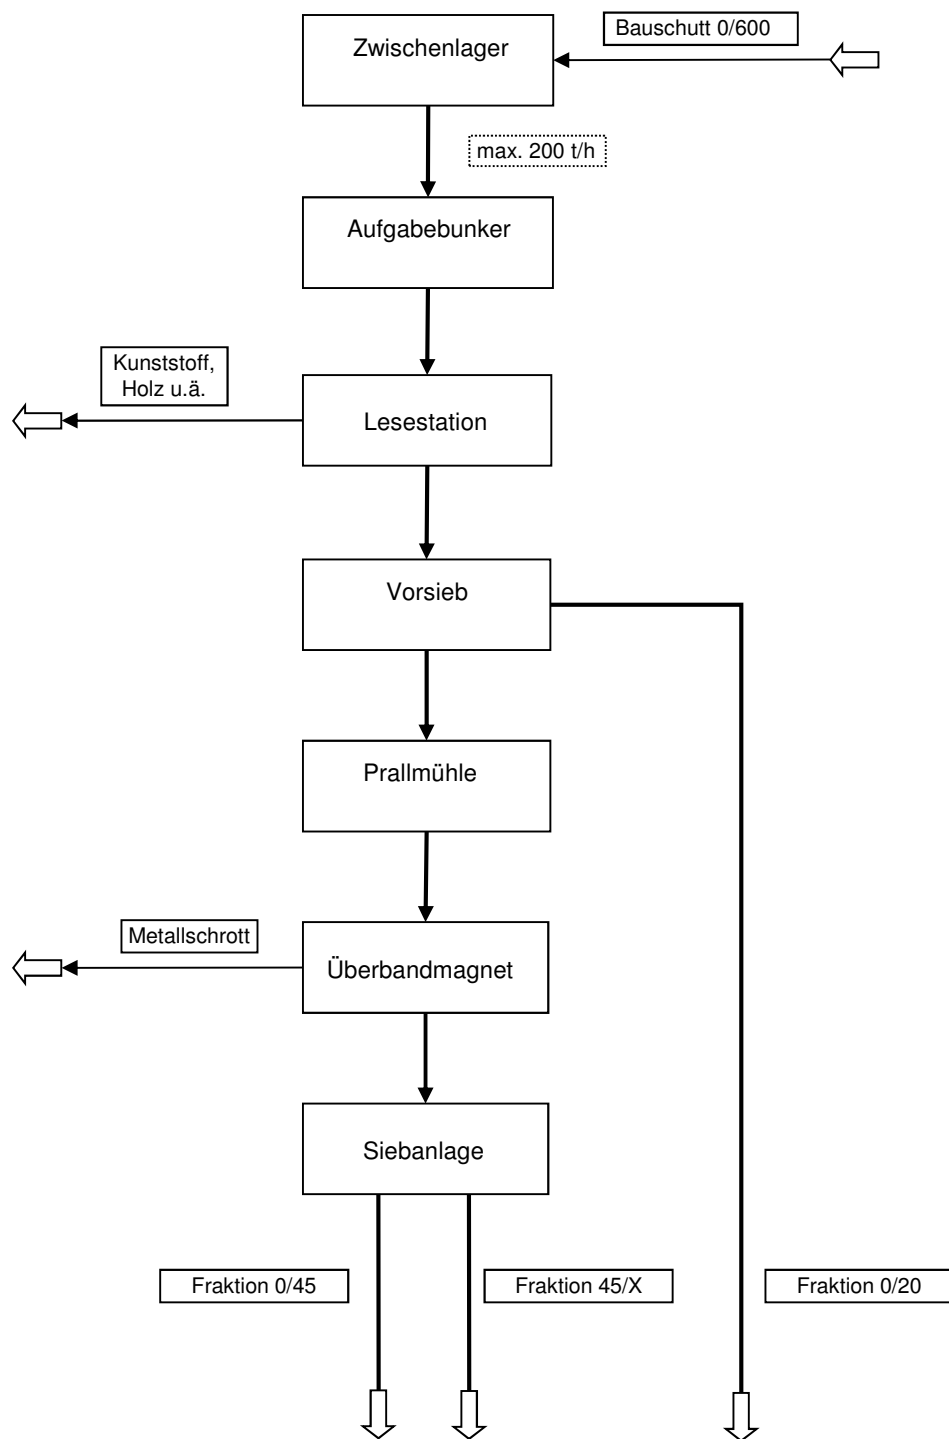 Zwischenlager
Bauschutt 0/600
max. 200 t/h
Aufgabebunker
Kunststoff,
Holz u.ä.
Lesestation
Vorsieb
Prallmühle
Metallschrott
Überbandmagnet
Siebanlage
Fraktion 0/45
Fraktion 45/X
Fraktion 0/20